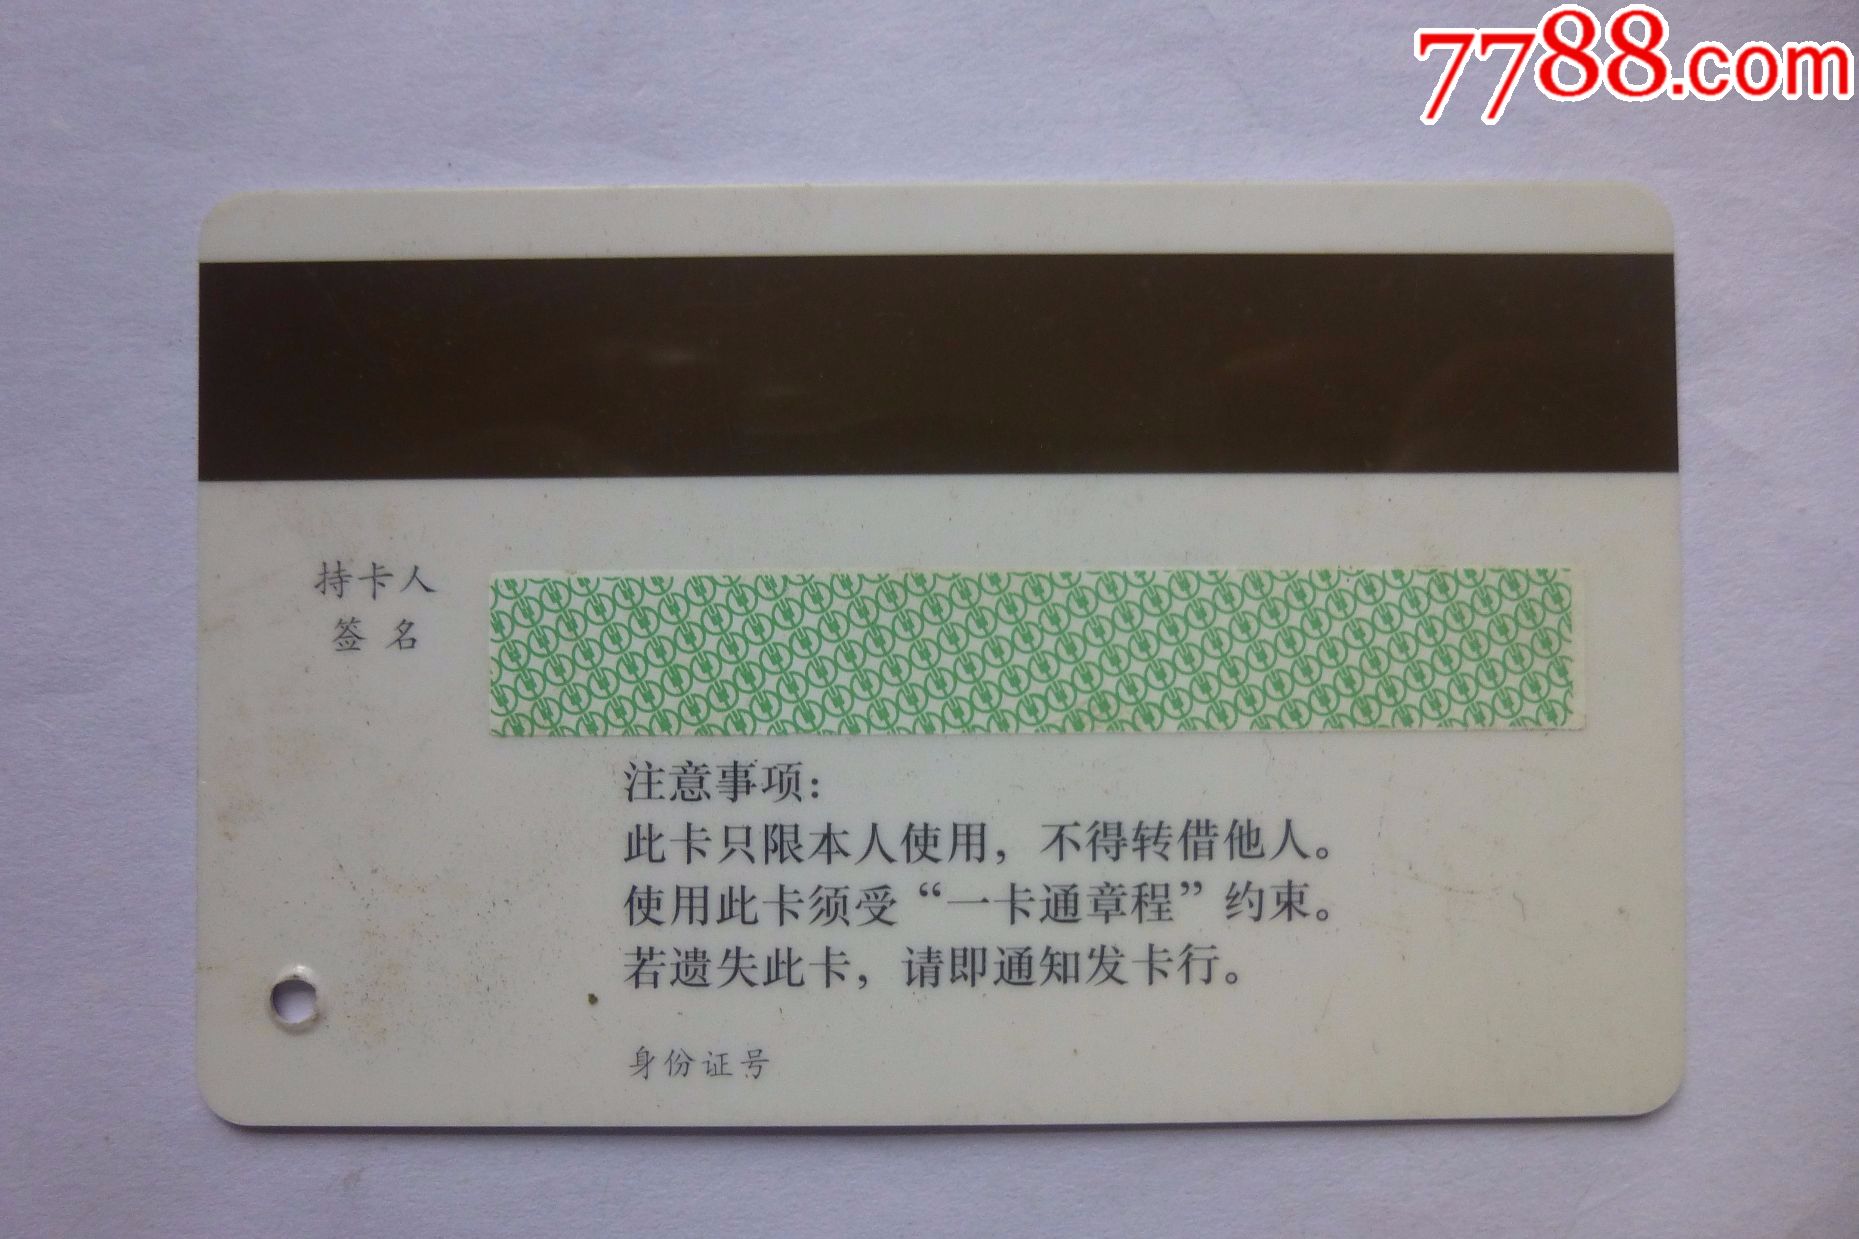 7788.com
持卡人
签 名
注意事项：
此卡只限本人使用，不得转借他人。
使用此卡须受“一卡通章程”约束。
若遗失此卡，请即通知发卡行。
身份证号